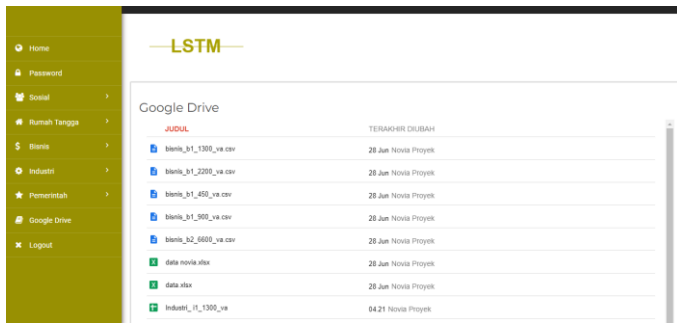 LSTM
Home
Password
Sosial
Rumah Tangga
Bisnis
Industri
Pemerintah
Google Drive
Logout
Google Drive
JUDUL TERAKHIR DIUBAH
bisnis_b1_1300_va.csv 28 Jun Novia Proyek
bisnis_b1_2200_va.csv 28 Jun Novia Proyek
bisnis_b1_450_va.csv 28 Jun Novia Proyek
bisnis_b1_900_va.csv 28 Jun Novia Proyek
bisnis_b2_6600_va.csv 28 Jun Novia Proyek
data novia.xlsx 28 Jun Novia Proyek
data.xlsx 28 Jun Novia Proyek
Industri_ i1_1300_va 04.21 Novia Proyek